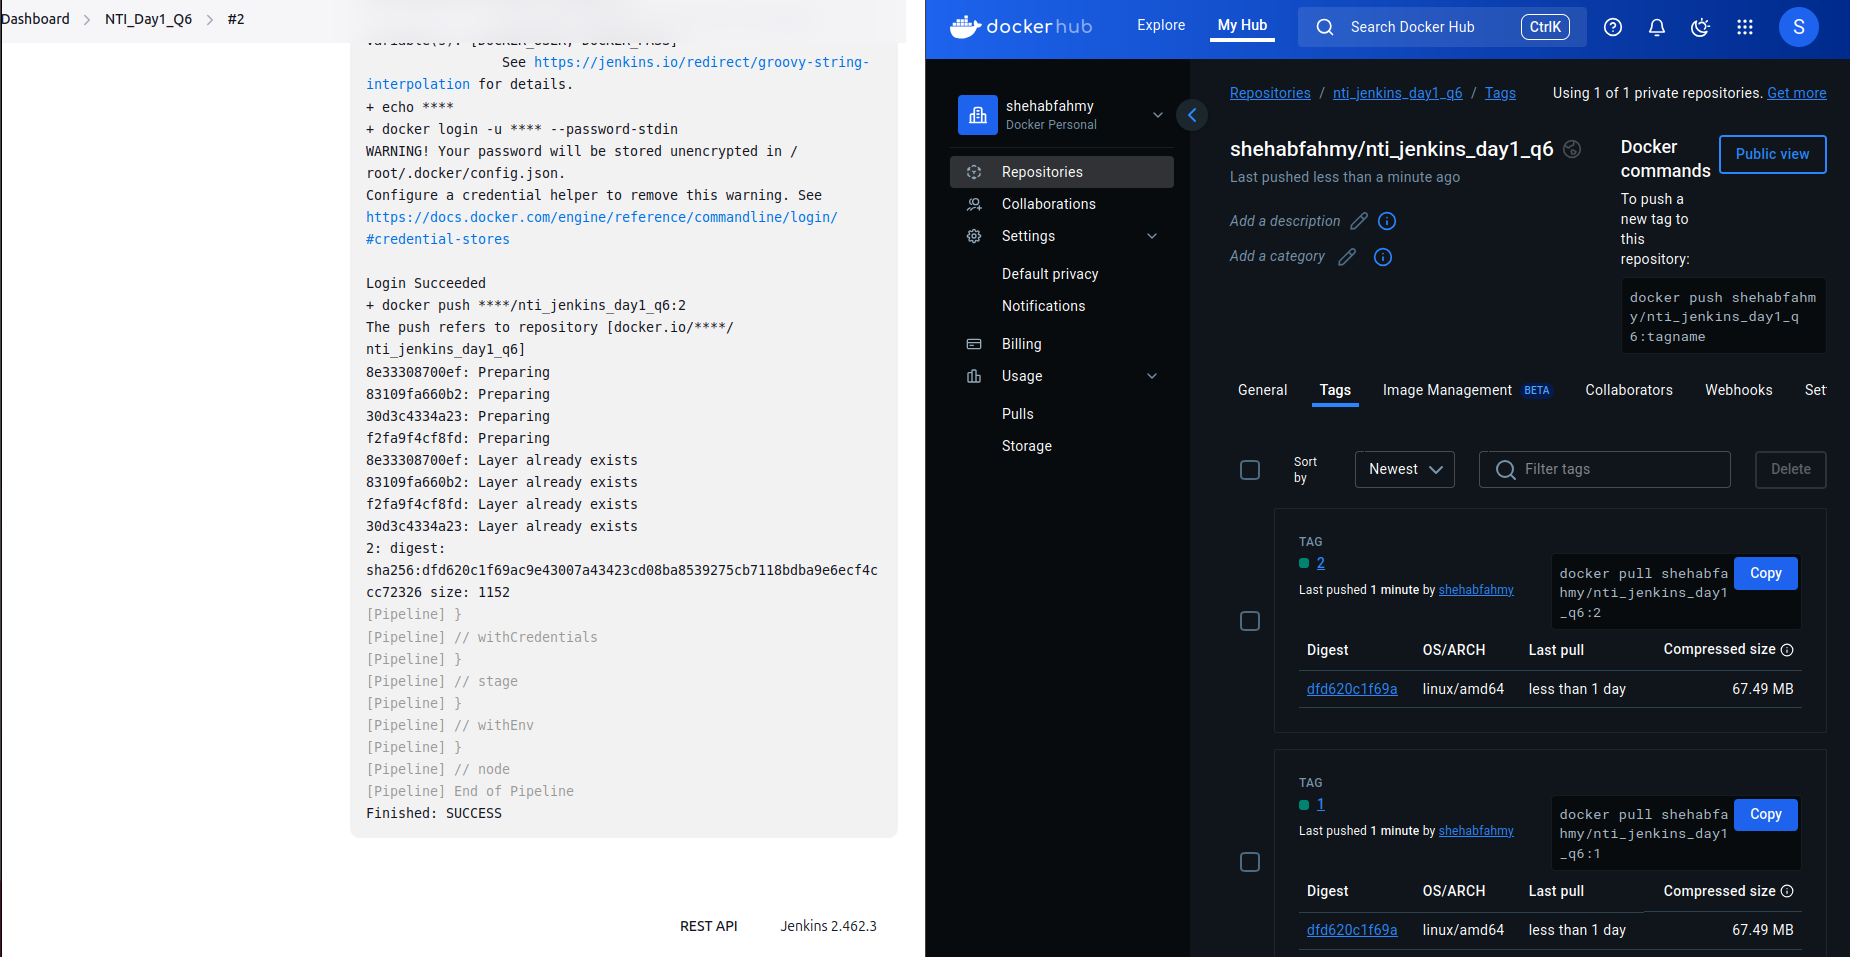 Dashboard > NTI_Day1_Q6 > #2
variable(s): [DOCKER_USER, DOCKER_PASS]
See https://jenkins.io/redirect/groovy-string-
interpolation for details.
+ echo ****
+ docker login -u **** --password-stdin
WARNING! Your password will be stored unencrypted in /
root/.docker/config.json.
Configure a credential helper to remove this warning. See
https://docs.docker.com/engine/reference/commandline/login/
#credential-stores
Login Succeeded
+ docker push ****/nti_jenkins_day1_q6:2
The push refers to repository [docker.io/****/
nti_jenkins_day1_q6]
8e33308700ef: Preparing
83109fa660b2: Preparing
30d3c4334a23: Preparing
f2fa9f4cf8fd: Preparing
8e33308700ef: Layer already exists
83109fa660b2: Layer already exists
f2fa9f4cf8fd: Layer already exists
30d3c4334a23: Layer already exists
2: digest:
sha256:dfd620c1f69ac9e43007a43423cd08ba8539275cb7118bdba9e6ecf4c
cc72326 size: 1152
[Pipeline] }
[Pipeline] // withCredentials
[Pipeline] }
[Pipeline] // stage
[Pipeline] }
[Pipeline] // withEnv
[Pipeline] }
[Pipeline] // node
[Pipeline] End of Pipeline
Finished: SUCCESS
REST API Jenkins 2.462.3
dockerhub Explore My Hub Search Docker Hub CtrlK S
shehabfahmy
Docker Personal
Repositories
Collaborations
Settings
Default privacy
Notifications
Billing
Usage
Pulls
Storage
Repositories / nti_jenkins_day1_q6 / Tags Using 1 of 1 private repositories. Get more
shehabfahmy/nti_jenkins_day1_q6
Last pushed less than a minute ago
Add a description
Add a category
Docker
commands
Public view
To push a
new tag to
this
repository:
docker push shehabfahm
y/nti_jenkins_day1_q
6:tagname
General Tags Image Management BETA Collaborators Webhooks Set
Sort
by
Newest Filter tags Delete
TAG
2
Last pushed 1 minute by shehabfahmy
docker pull shehabfa
hmy/nti_jenkins_day1
_q6:2
Copy
Digest OS/ARCH Last pull Compressed size
dfd620c1f69a linux/amd64 less than 1 day 67.49 MB
TAG
1
Last pushed 1 minute by shehabfahmy
docker pull shehabfa
hmy/nti_jenkins_day1
_q6:1
Copy
Digest OS/ARCH Last pull Compressed size
dfd620c1f69a linux/amd64 less than 1 day 67.49 MB